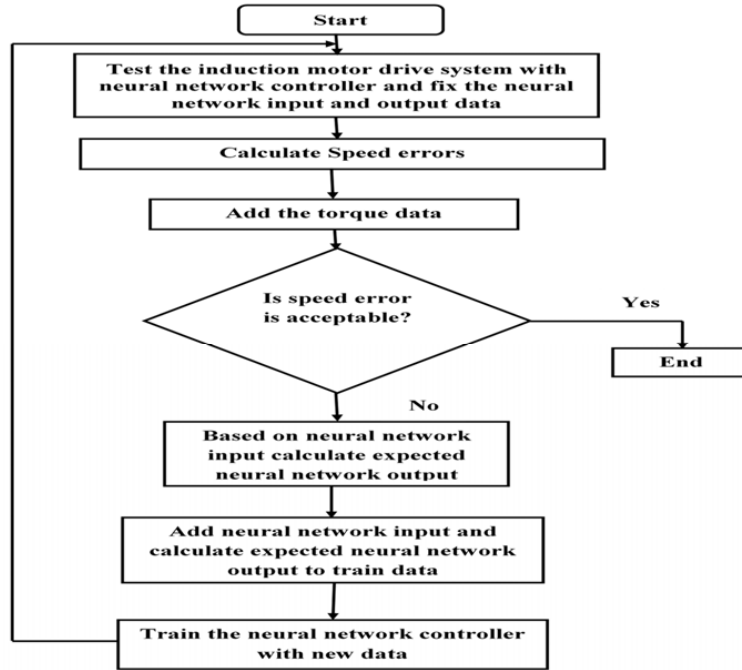 Start
Test the induction motor drive system with
neural network controller and fix the neural
network input and output data
Calculate Speed errors
Add the torque data
Is speed error
is acceptable?
Yes
End
No
Based on neural network
input calculate expected
neural network output
Add neural network input and
calculate expected neural network
output to train data
Train the neural network controller
with new data